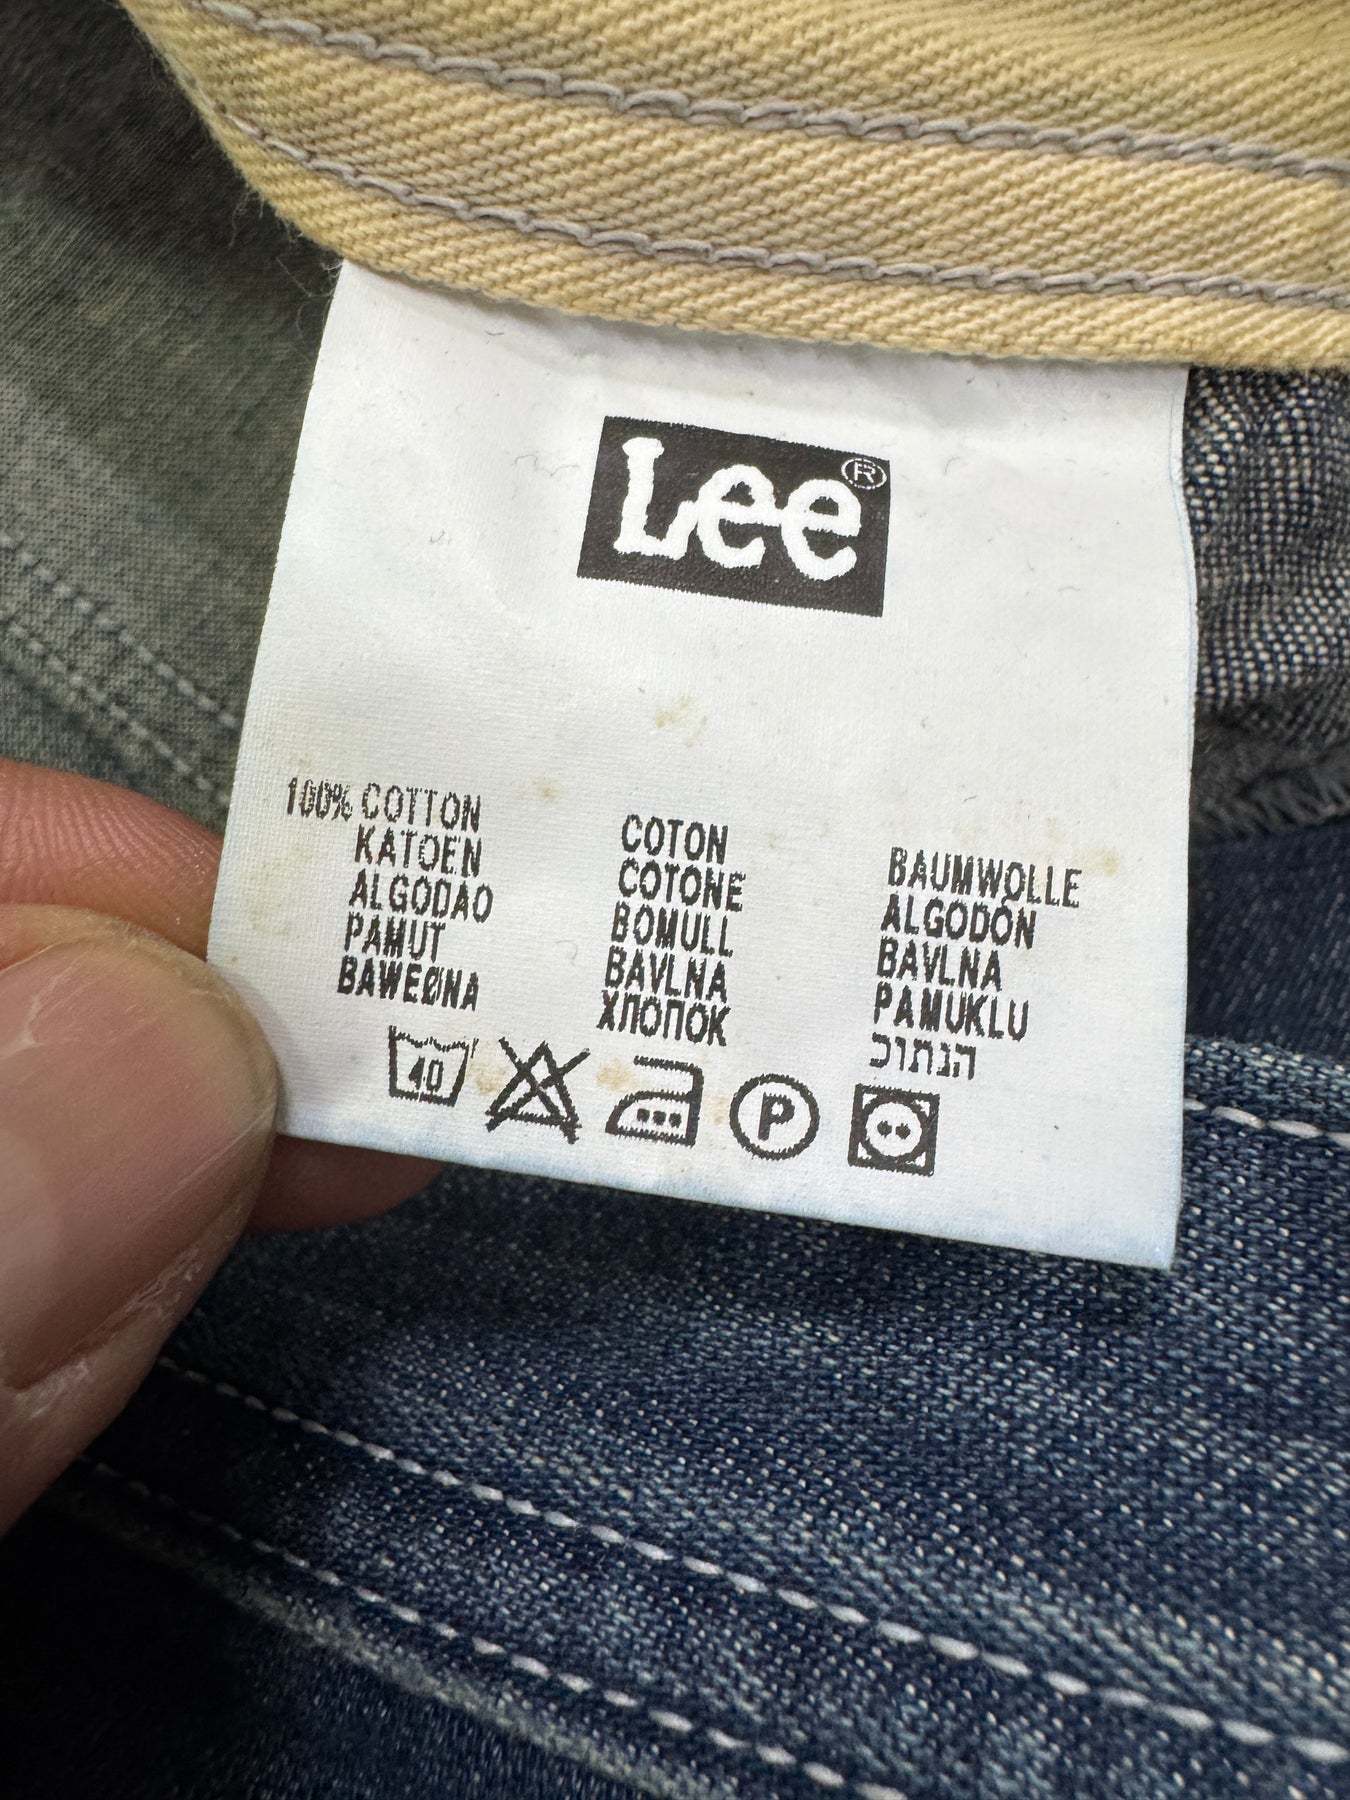 Lee®
100% COTTON
KATOEN
ALGODAO
PAMUT
BAWEØNA
COTON
COTONE
BOMULL
BAVLNA
ХЛОПОК
BAUMWOLLE
ALGODÓN
BAVLNA
PAMUKLU
הנתוכ
40
P